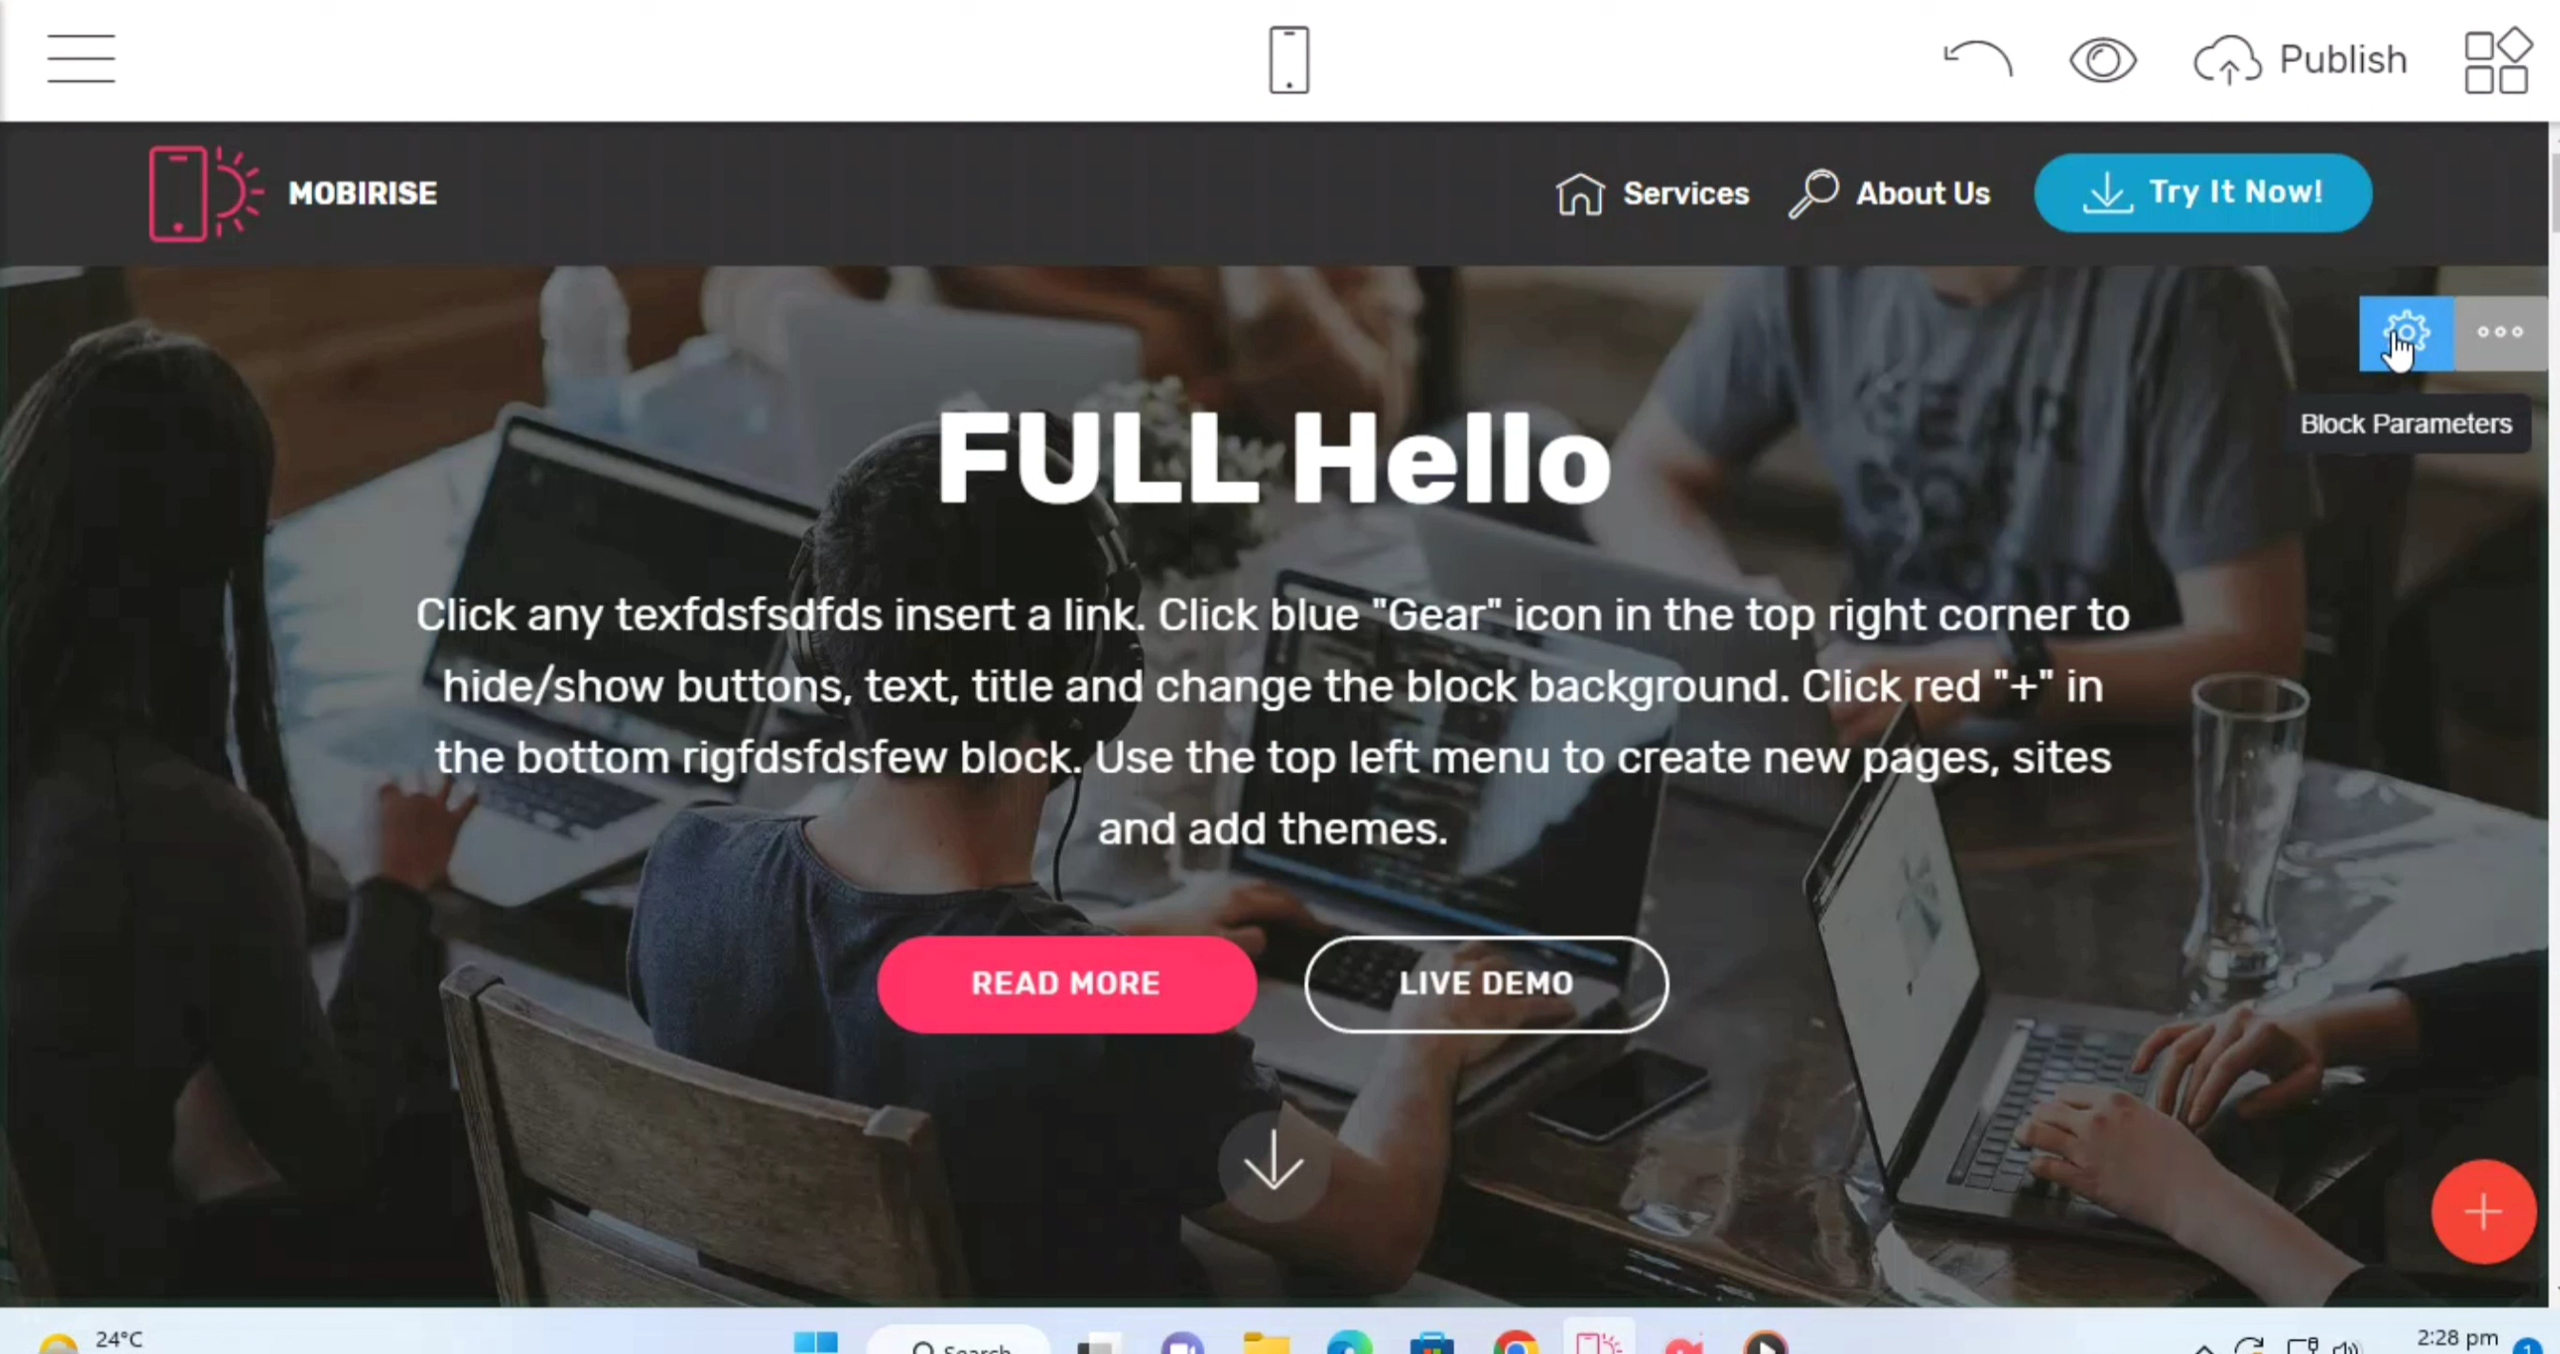 Publish
MOBIRISE
Services
About Us
Try It Now!
Block Parameters
FULL Hello
Click any texfdsfsdfds insert a link. Click blue "Gear" icon in the top right corner to
hide/show buttons, text, title and change the block background. Click red "+" in
the bottom rigfdsfdsfew block. Use the top left menu to create new pages, sites
and add themes.
READ MORE
LIVE DEMO
24°C
Search
2:28 pm
1